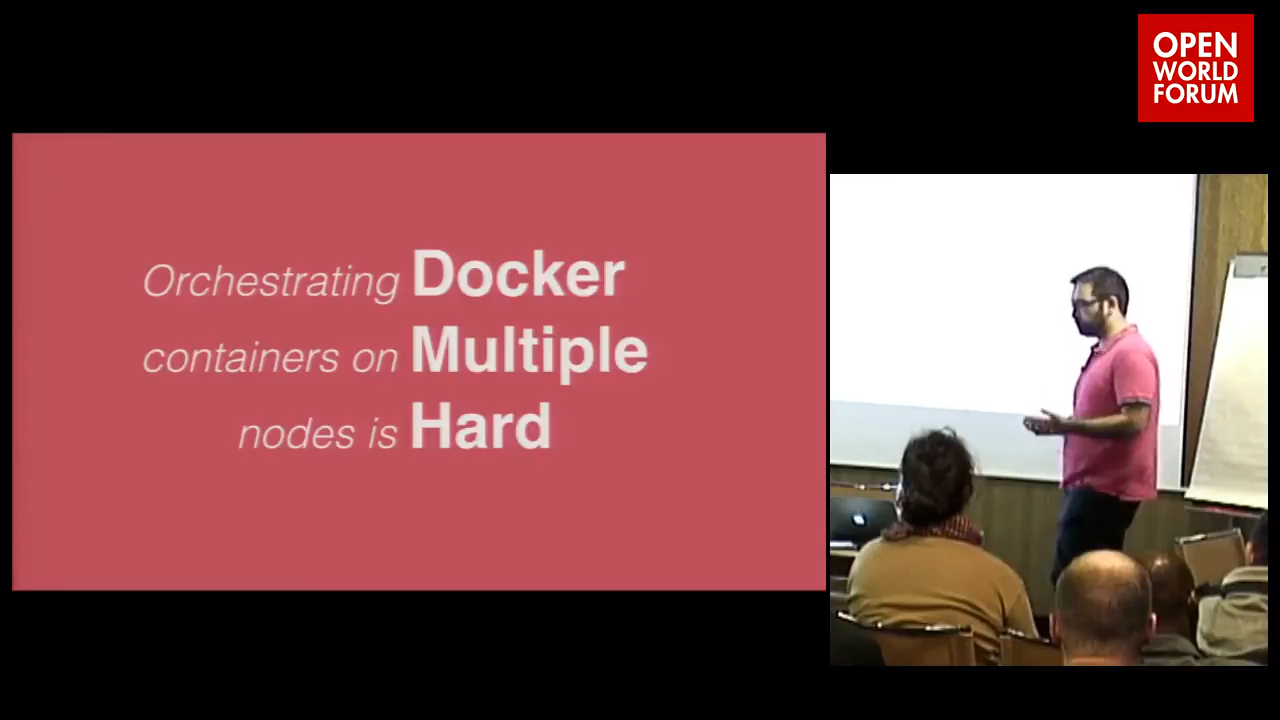 OPEN
WORLD
FORUM
Orchestrating Docker
containers on Multiple
nodes is Hard